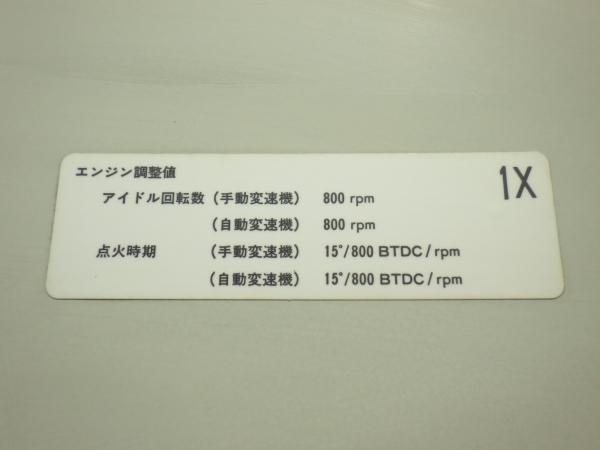 エンジン調整値
1X
アイドル回転数（手動変速機） 800 rpm
（自動変速機） 800 rpm
点火時期 （手動変速機） 15°/800 BTDC/rpm
（自動変速機） 15°/800 BTDC/rpm